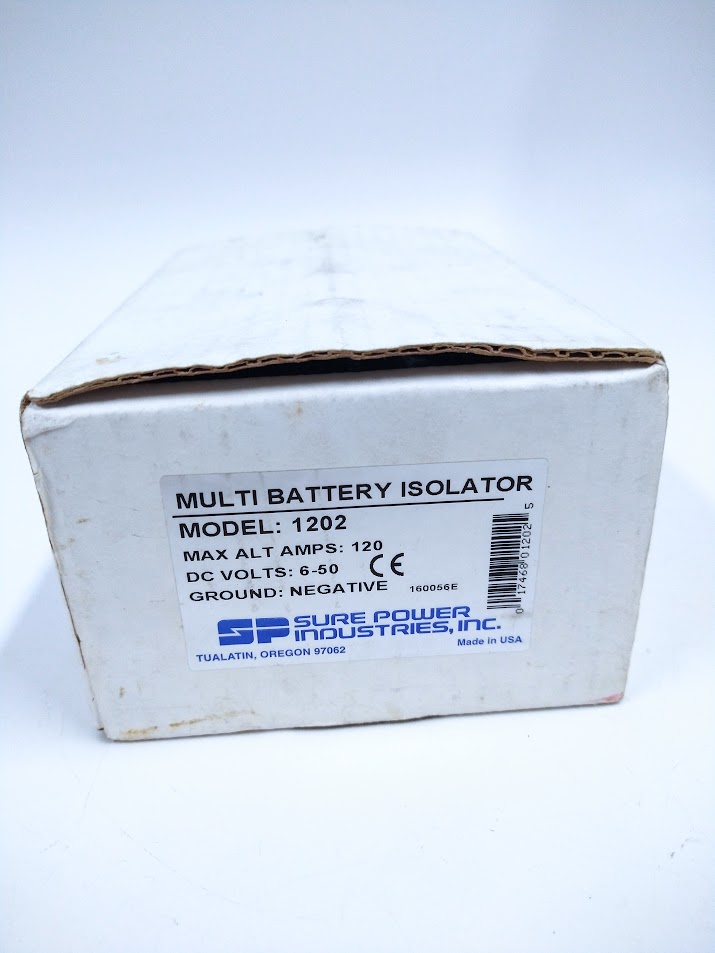 MULTI BATTERY ISOLATOR
MODEL: 1202
MAX ALT AMPS: 120
DC VOLTS: 6-50 CE
GROUND: NEGATIVE 160056E
0 17468 01202 5
SP SURE POWER
INDUSTRIES, INC.
TUALATIN, OREGON 97062 Made in USA